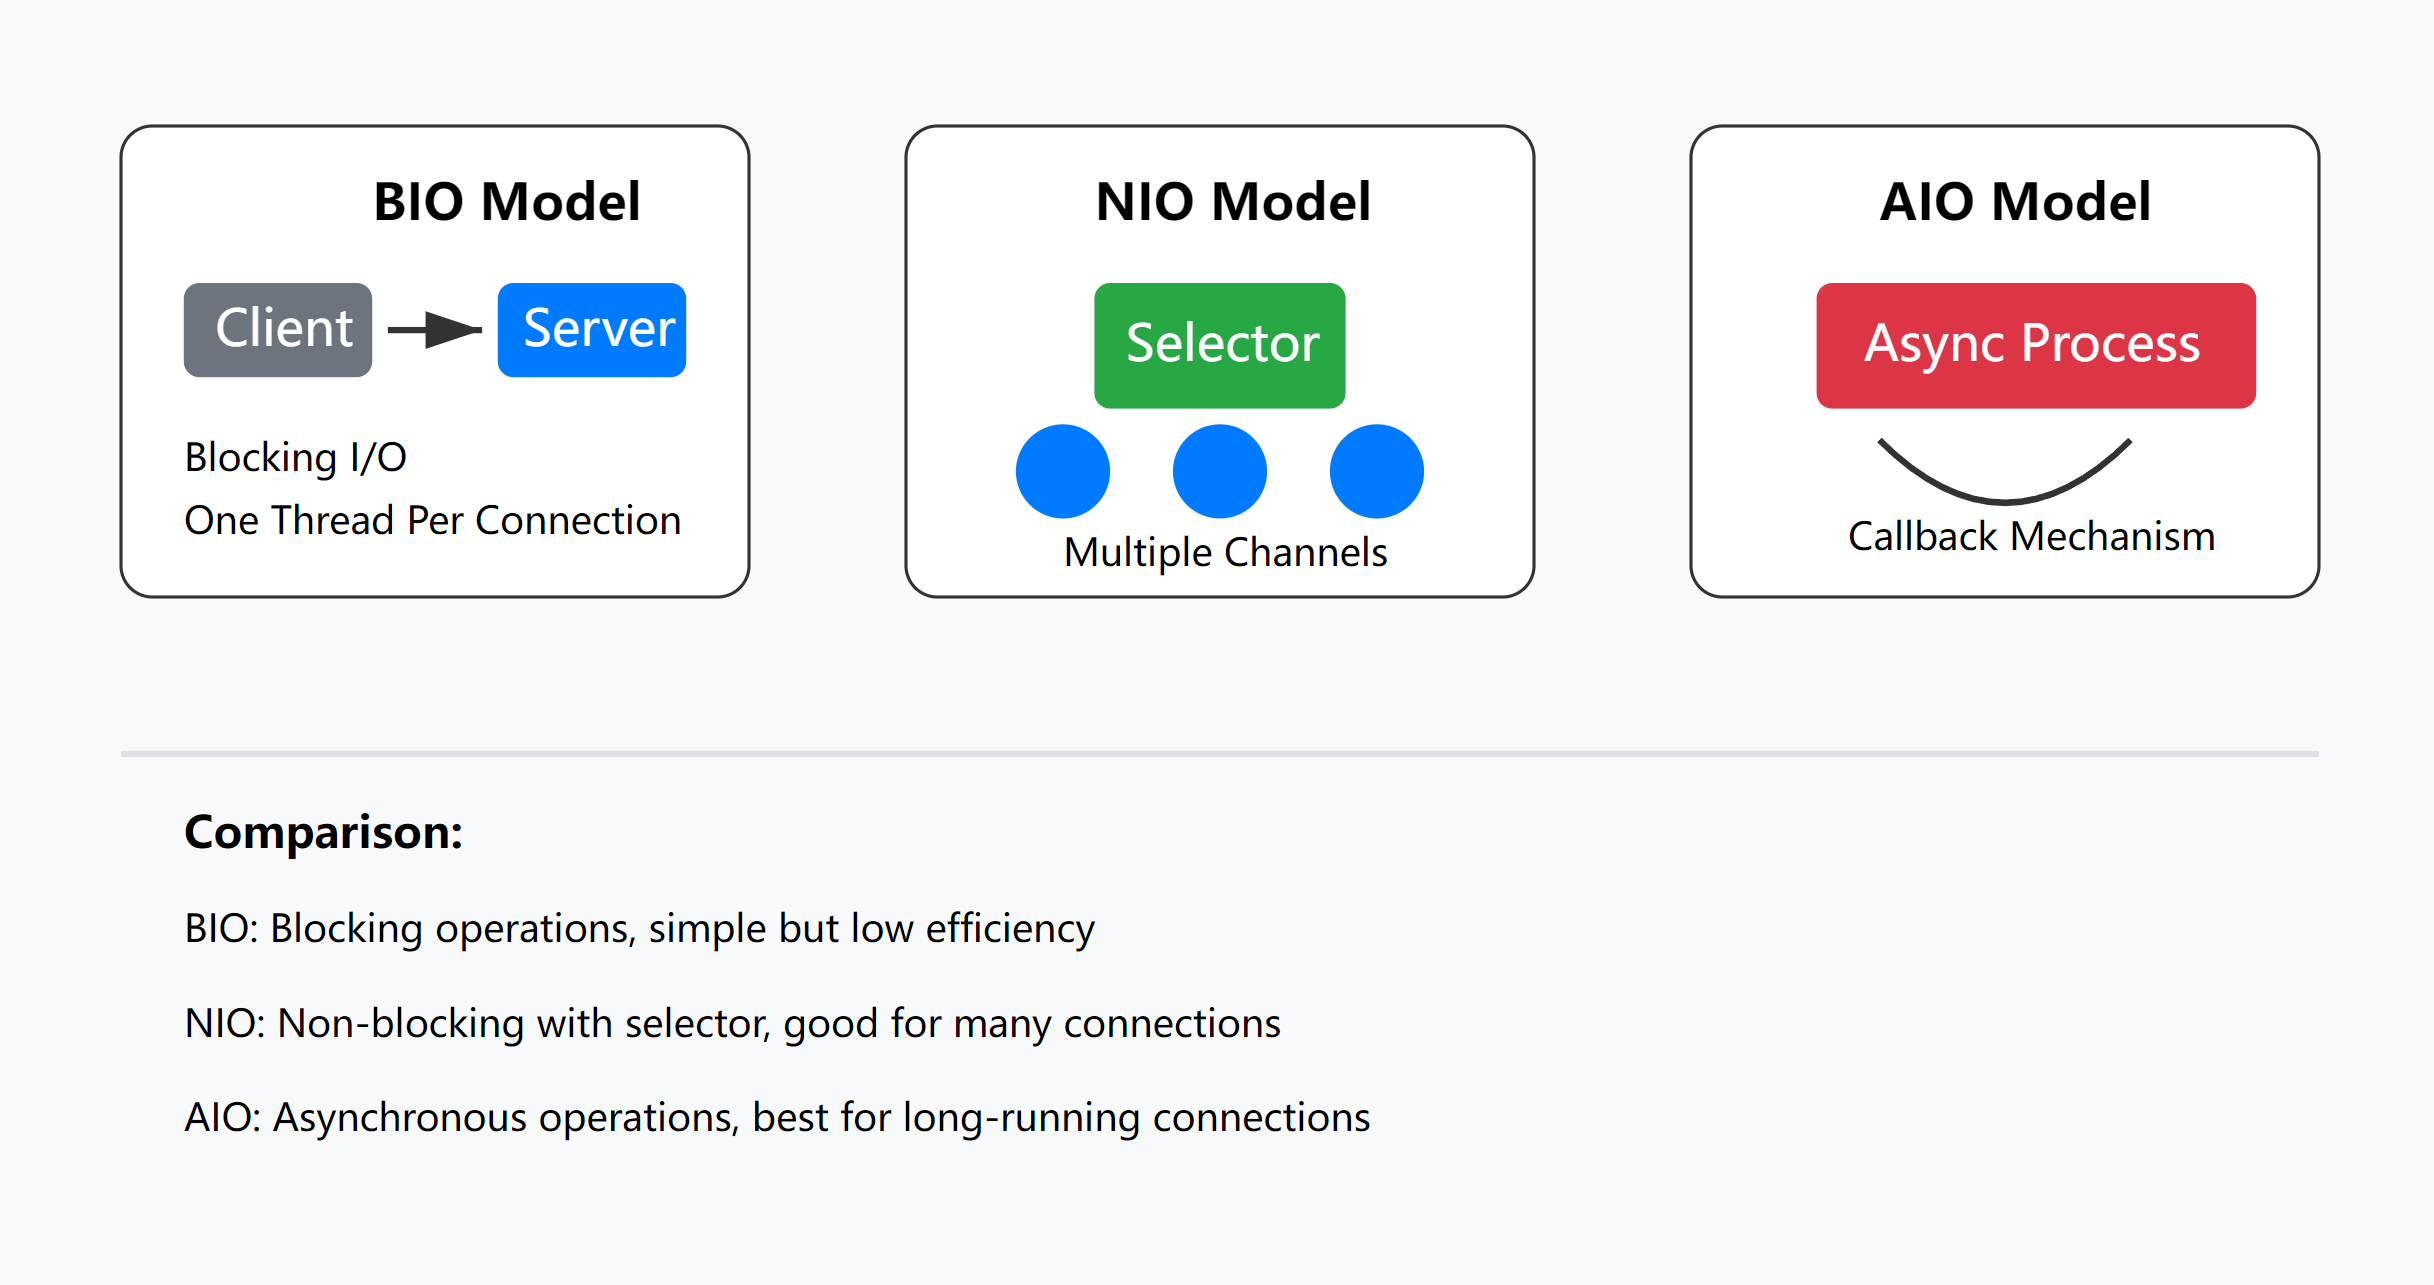 BIO Model
Client
Server
Blocking I/O
One Thread Per Connection
NIO Model
Selector
Multiple Channels
AIO Model
Async Process
Callback Mechanism
Comparison:
BIO: Blocking operations, simple but low efficiency
NIO: Non-blocking with selector, good for many connections
AIO: Asynchronous operations, best for long-running connections